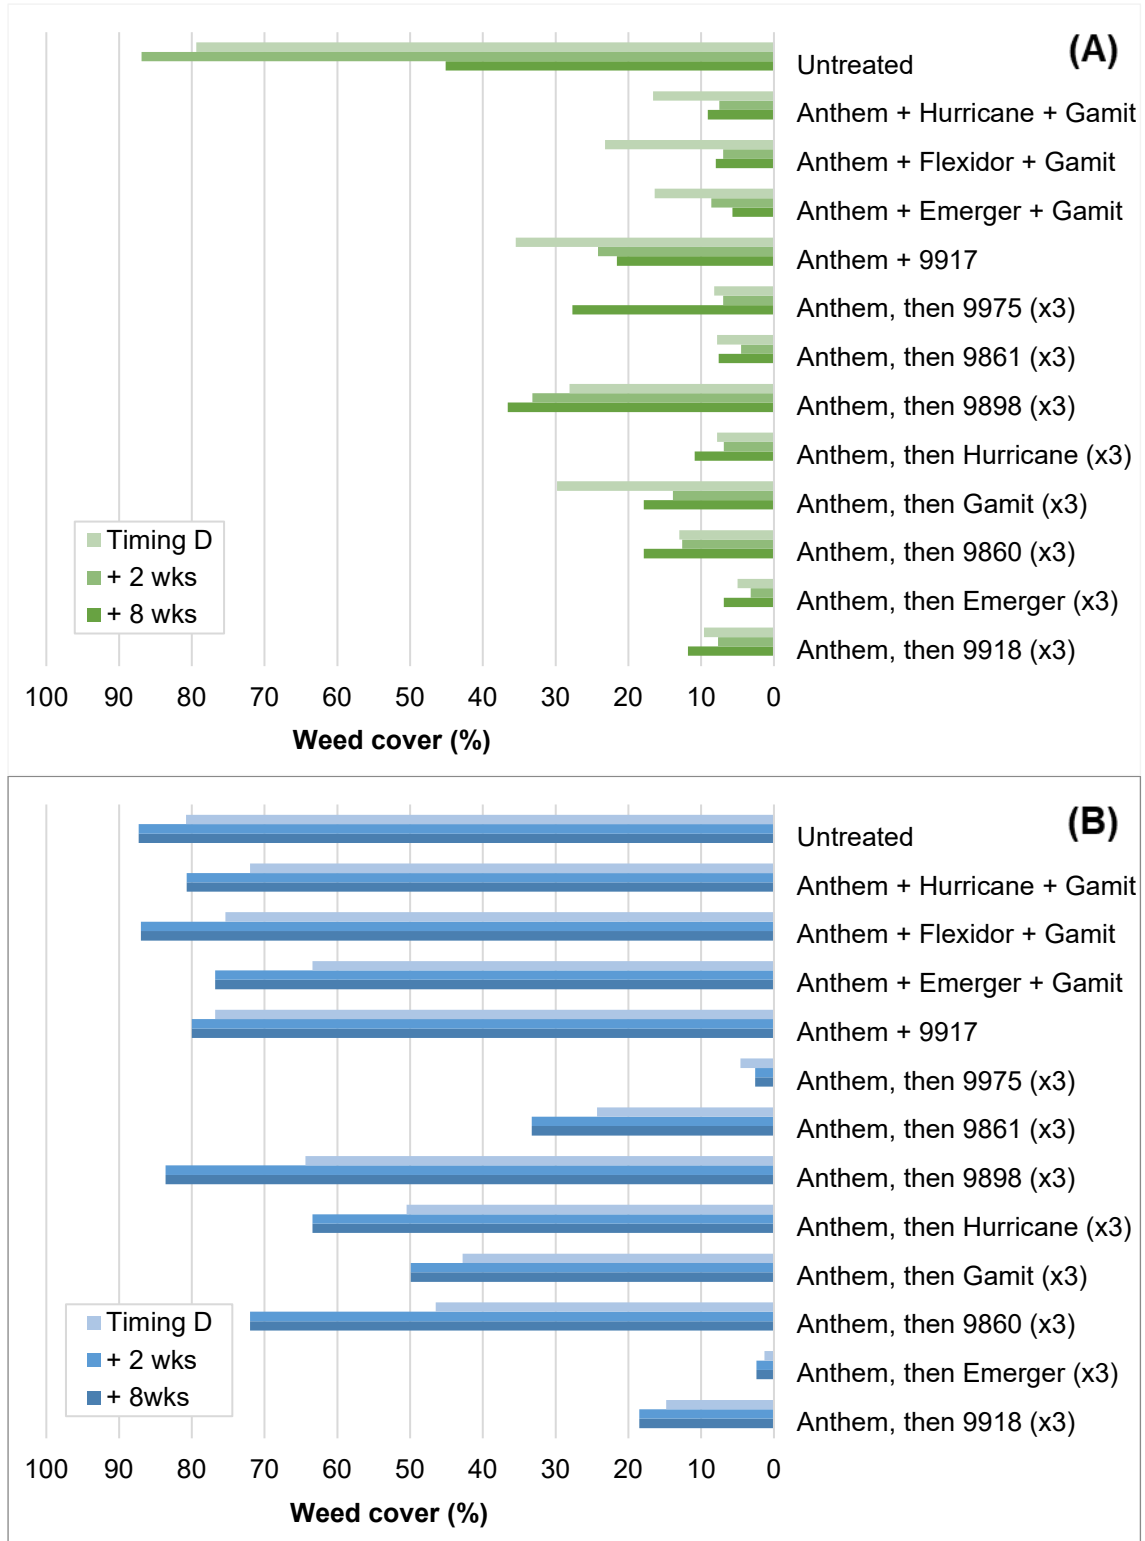 (A)
Untreated
Anthem + Hurricane + Gamit
Anthem + Flexidor + Gamit
Anthem + Emerger + Gamit
Anthem + 9917
Anthem, then 9975 (x3)
Anthem, then 9861 (x3)
Anthem, then 9898 (x3)
Anthem, then Hurricane (x3)
Anthem, then Gamit (x3)
Anthem, then 9860 (x3)
Anthem, then Emerger (x3)
Anthem, then 9918 (x3)
Timing D
+ 2 wks
+ 8 wks
100 90 80 70 60 50 40 30 20 10 0
Weed cover (%)
(B)
Untreated
Anthem + Hurricane + Gamit
Anthem + Flexidor + Gamit
Anthem + Emerger + Gamit
Anthem + 9917
Anthem, then 9975 (x3)
Anthem, then 9861 (x3)
Anthem, then 9898 (x3)
Anthem, then Hurricane (x3)
Anthem, then Gamit (x3)
Anthem, then 9860 (x3)
Anthem, then Emerger (x3)
Anthem, then 9918 (x3)
Timing D
+ 2 wks
+ 8wks
100 90 80 70 60 50 40 30 20 10 0
Weed cover (%)